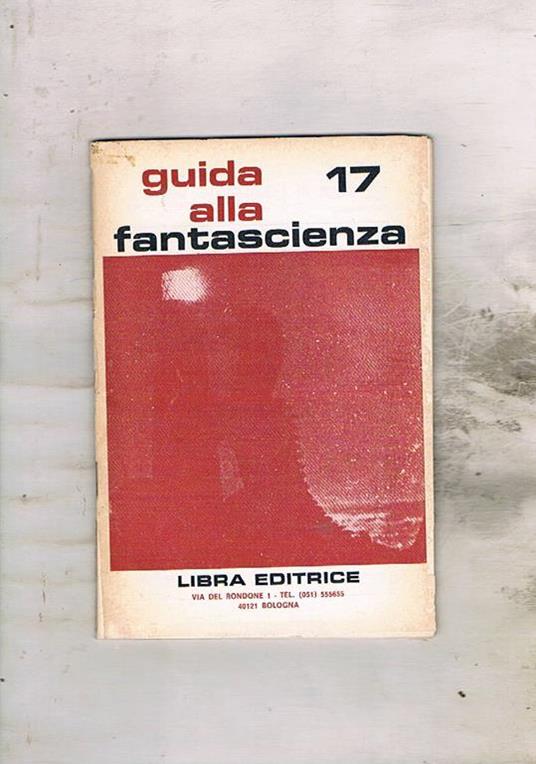 guida 17
alla
fantascienza
LIBRA EDITRICE
VIA DEL RONDONE 1 - TEL. (051) 555655
40121 BOLOGNA